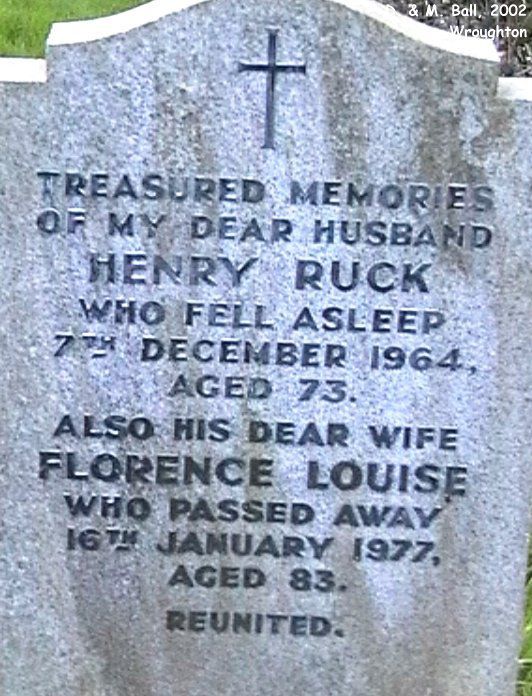 D. & M. Ball, 2002
Wroughton
TREASURED MEMORIES
OF MY DEAR HUSBAND
HENRY RUCK
WHO FELL ASLEEP
7TH DECEMBER 1964,
AGED 73.
ALSO HIS DEAR WIFE
FLORENCE LOUISE
WHO PASSED AWAY
16TH JANUARY 1977,
AGED 83.
REUNITED.